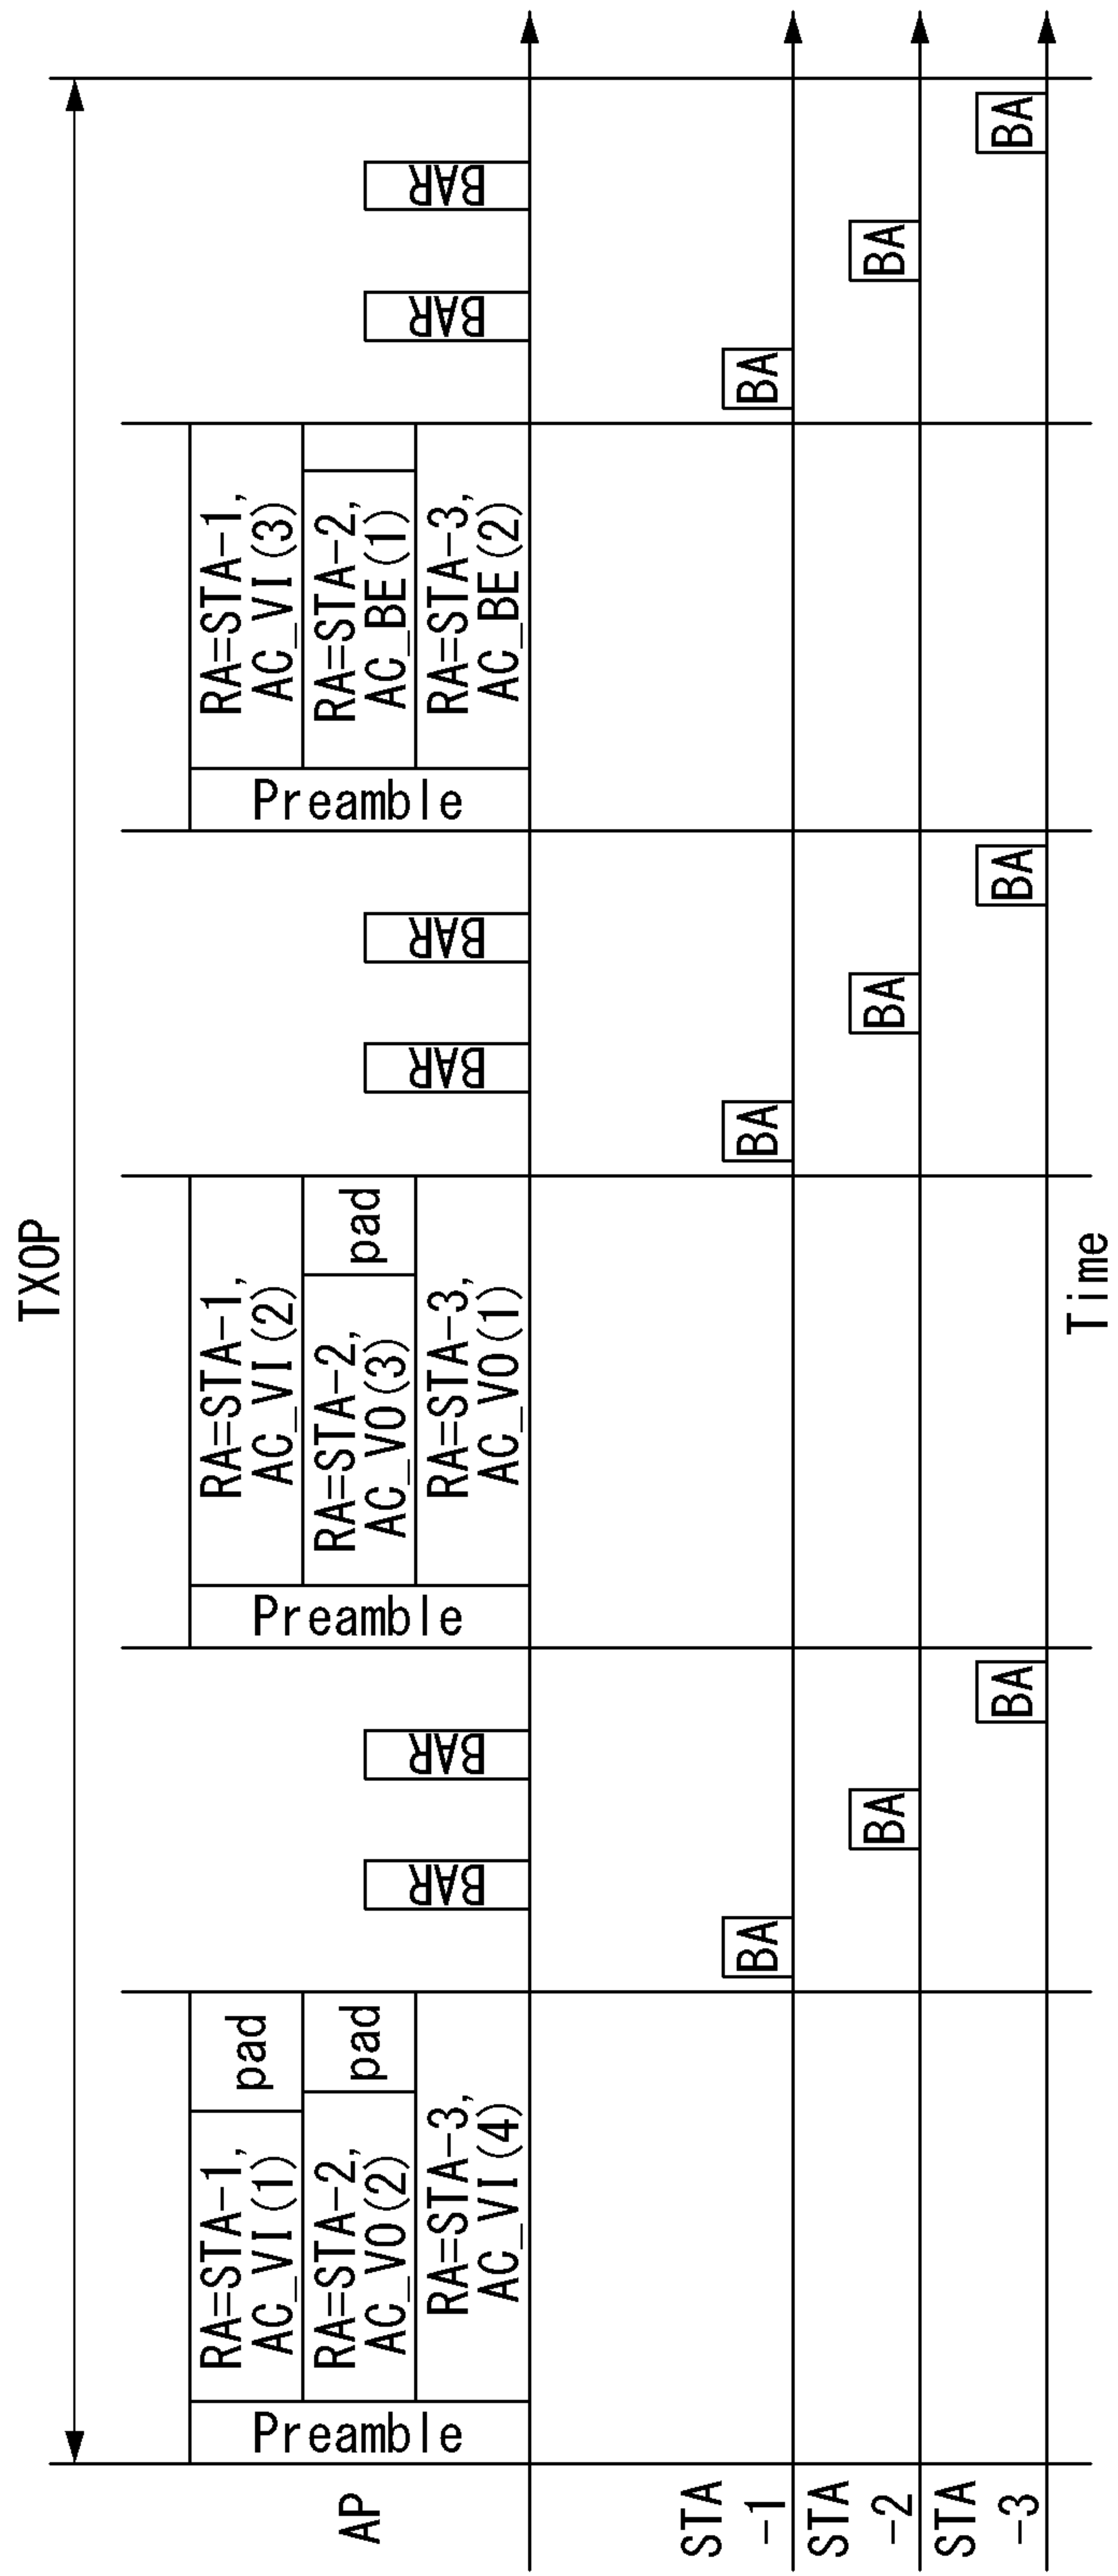 TXOP
AP
Preamble
RA=STA-1,
AC_VI(1)
pad
RA=STA-2,
AC_VO(2)
pad
RA=STA-3,
AC_VI(4)
BAR
BAR
Preamble
RA=STA-1,
AC_VI(2)
RA=STA-2,
AC_VO(3)
pad
RA=STA-3,
AC_VO(1)
BAR
BAR
Preamble
RA=STA-1,
AC_VI(3)
RA=STA-2,
AC_BE(1)
RA=STA-3,
AC_BE(2)
BAR
BAR
STA
-1
BA
BA
BA
STA
-2
BA
BA
BA
STA
-3
BA
BA
BA
Time